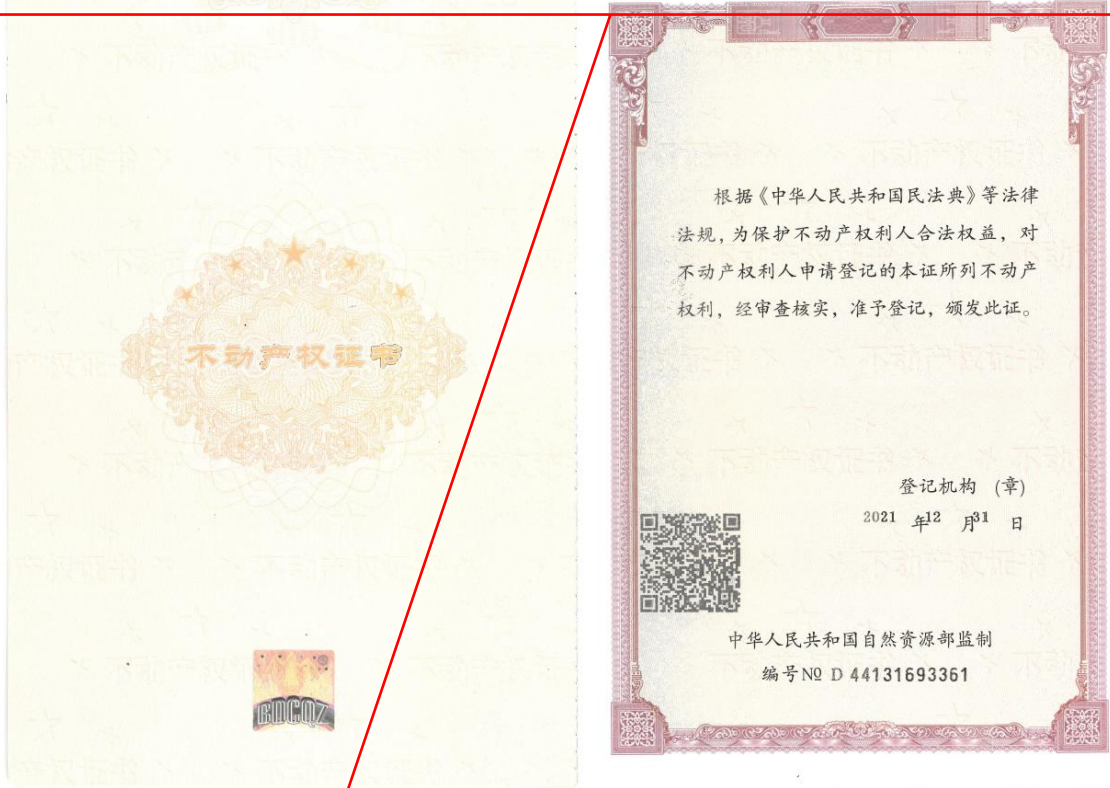 不动产权证书
BDCQZ
根据《中华人民共和国民法典》等法律
法规，为保护不动产权利人合法权益，对
不动产权利人申请登记的本证所列不动产
权利，经审查核实，准予登记，颁发此证。
登记机构 (章)
2021 年12 月31 日
中华人民共和国自然资源部监制
编号№ D 44131693361